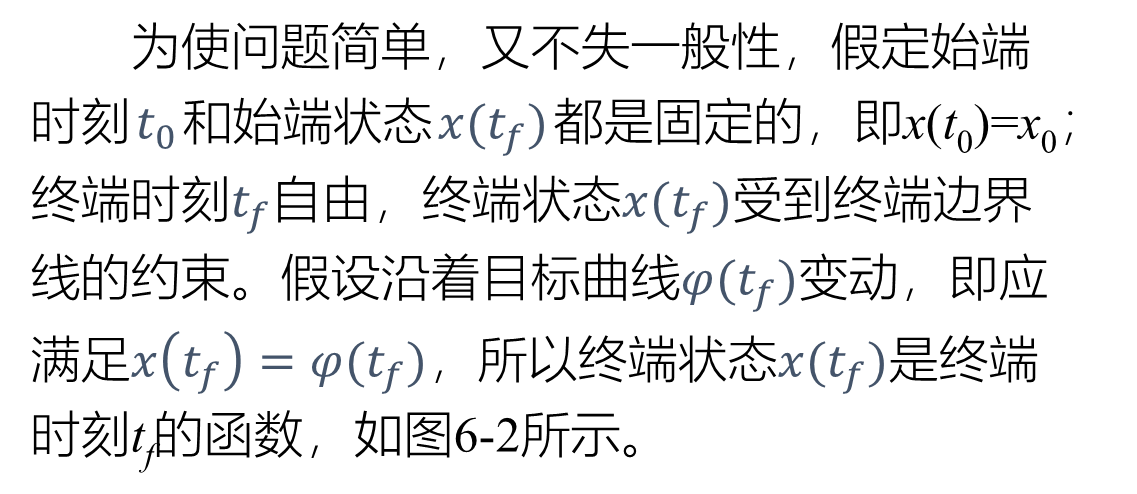 为使问题简单，又不失一般性，假定始端
时刻t₀和始端状态x(t_f)都是固定的，即x(t₀)=x₀；
终端时刻t_f自由，终端状态x(t_f)受到终端边界
线的约束。假设沿着目标曲线φ(t_f)变动，即应
满足x(t_f) = φ(t_f)，所以终端状态x(t_f)是终端
时刻t_f的函数，如图6-2所示。